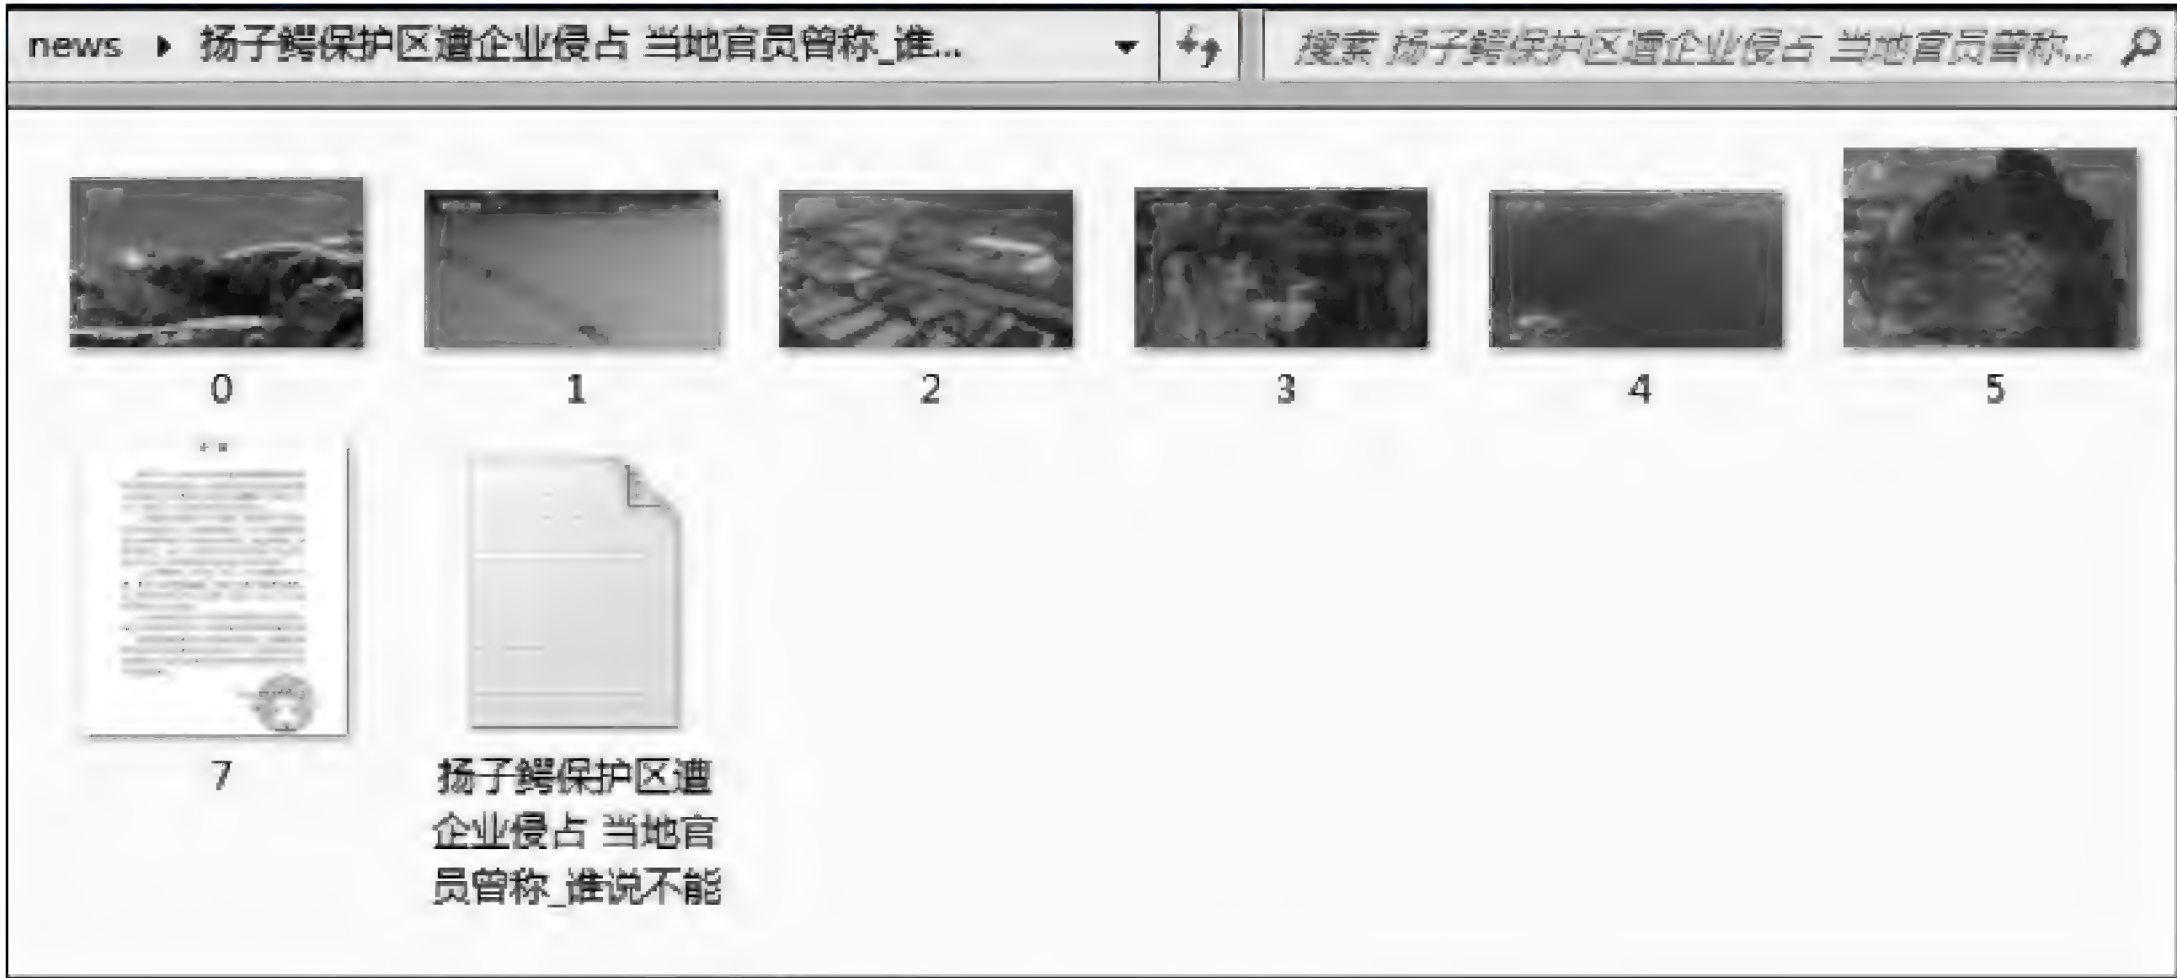 news ▶ 扬子鳄保护区遭企业侵占 当地官员曾称_谁...
搜索 扬子鳄保护区遭企业侵占 当地官员曾称...
0
1
2
3
4
5
7
扬子鳄保护区遭
企业侵占 当地官
员曾称_谁说不能